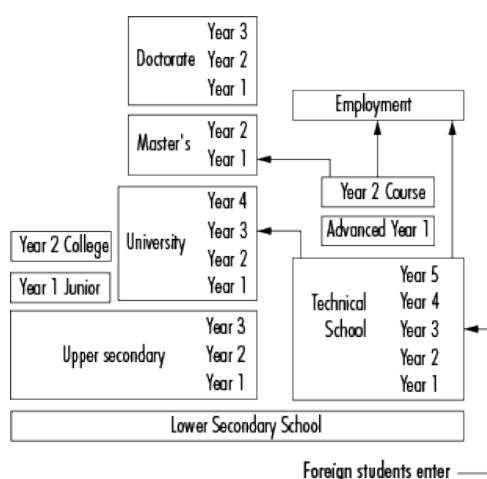 Year 3
Doctorate Year 2
Year 1
Employment
Year 2
Master's
Year 1
Year 2 Course
Year 4
Advanced Year 1
Year 3
University
Year 2 College
Year 2
Year 1
Year 1 Junior
Year 5
Technical Year 4
School Year 3
Year 2
Year 1
Year 3
Upper secondary Year 2
Year 1
Lower Secondary School
Foreign students enter